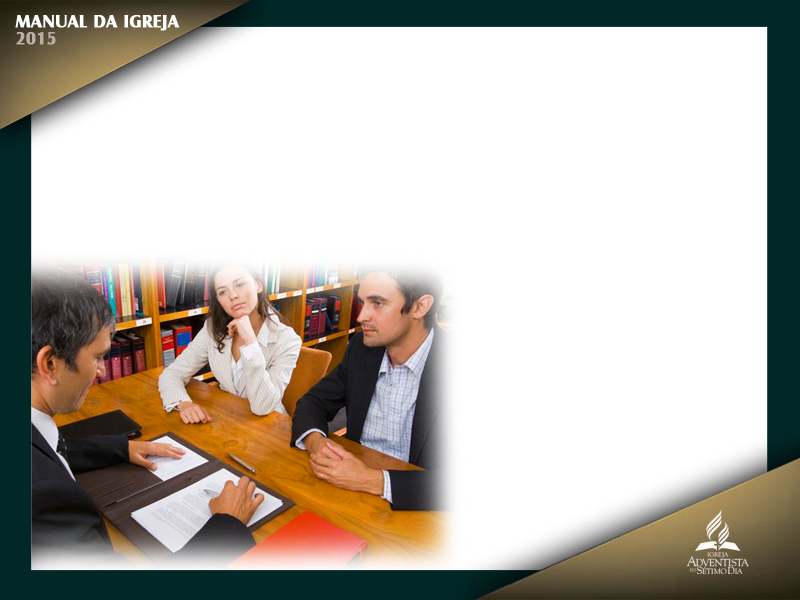 MANUAL DA IGREJA
2015
IGREJA
ADVENTISTA
DO SÉTIMO DIA